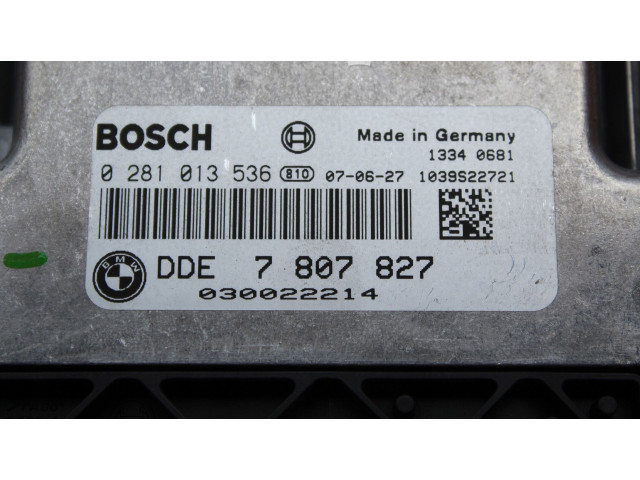 BOSCH
Made in Germany
1334 0681
0 281 013 536 810 07-06-27 1039S22721
BMW DDE 7 807 827
030022214